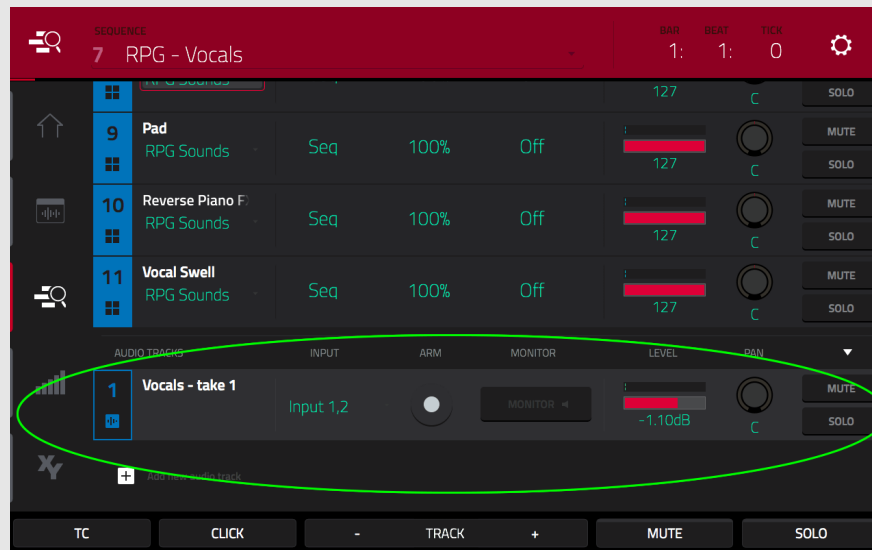 SEQUENCE
7 RPG - Vocals
BAR BEAT TICK
1: 1: 0
RPG Sounds
127
C
SOLO
9
Pad
RPG Sounds
Seq
100%
Off
127
C
MUTE
SOLO
10
Reverse Piano F
RPG Sounds
Seq
100%
Off
127
C
MUTE
SOLO
11
Vocal Swell
RPG Sounds
Seq
100%
Off
127
C
MUTE
SOLO
AUDIO TRACKS INPUT ARM MONITOR LEVEL PAN
1
Vocals - take 1
Input 1,2
MONITOR
-1.10dB
C
MUTE
SOLO
XY
Add new audio track
TC CLICK - TRACK + MUTE SOLO